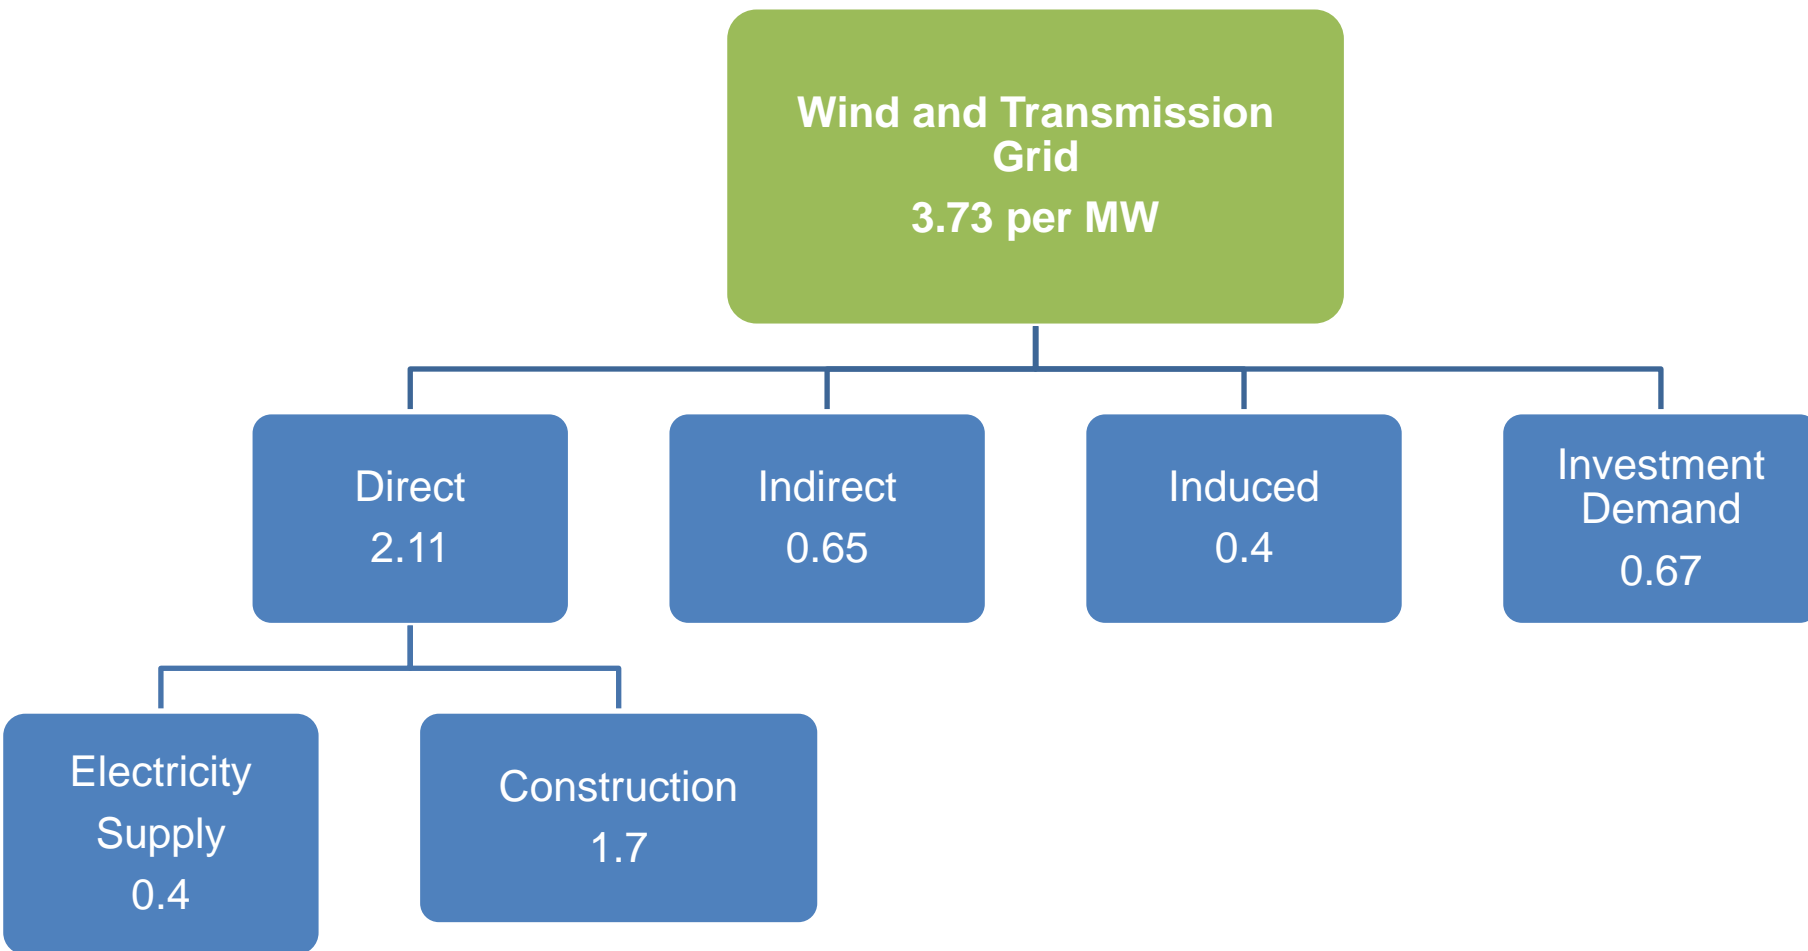 Wind and Transmission
Grid
3.73 per MW
Direct
2.11
Indirect
0.65
Induced
0.4
Investment
Demand
0.67
Electricity
Supply
0.4
Construction
1.7